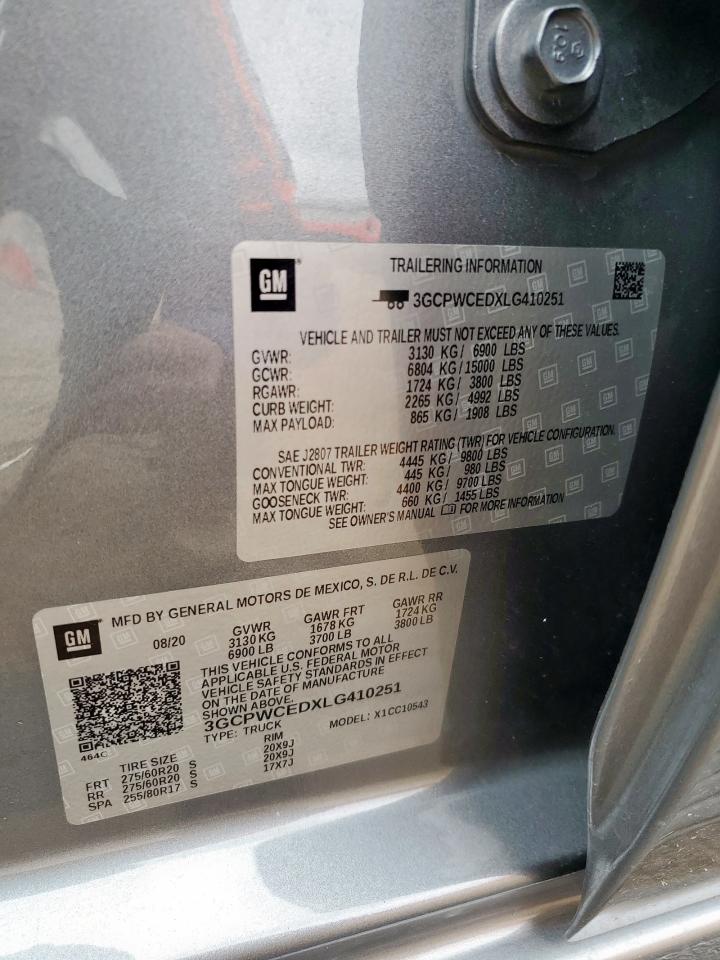 109
GM
TRAILERING INFORMATION
3GCPWCEDXLG410251
VEHICLE AND TRAILER MUST NOT EXCEED ANY OF THESE VALUES.
GVWR: 3130 KG/ 6900 LBS
GCWR: 6804 KG/15000 LBS
RGAWR: 1724 KG/ 3800 LBS
CURB WEIGHT: 2265 KG/ 4992 LBS
MAX PAYLOAD: 865 KG/ 1908 LBS
SAE J2807 TRAILER WEIGHT RATING (TWR) FOR VEHICLE CONFIGURATION.
CONVENTIONAL TWR: 4445 KG/ 9800 LBS
MAX TONGUE WEIGHT: 445 KG/ 980 LBS
GOOSENECK TWR: 4400 KG/ 9700 LBS
MAX TONGUE WEIGHT: 660 KG/ 1455 LBS
SEE OWNER'S MANUAL FOR MORE INFORMATION
GM
MFD BY GENERAL MOTORS DE MEXICO, S. DE R.L. DE C.V.
08/20 GVWR GAWR FRT GAWR RR
3130 KG 1678 KG 1724 KG
6900 LB 3700 LB 3800 LB
THIS VEHICLE CONFORMS TO ALL
APPLICABLE U.S. FEDERAL MOTOR
VEHICLE SAFETY STANDARDS IN EFFECT
ON THE DATE OF MANUFACTURE
SHOWN ABOVE.
3GCPWCEDXLG410251
TYPE: TRUCK MODEL: X1CC10543
464C
TIRE SIZE RIM
FRT 275/60R20 S 20X9J
RR 275/60R20 S 20X9J
SPA 255/80R17 S 17X7J